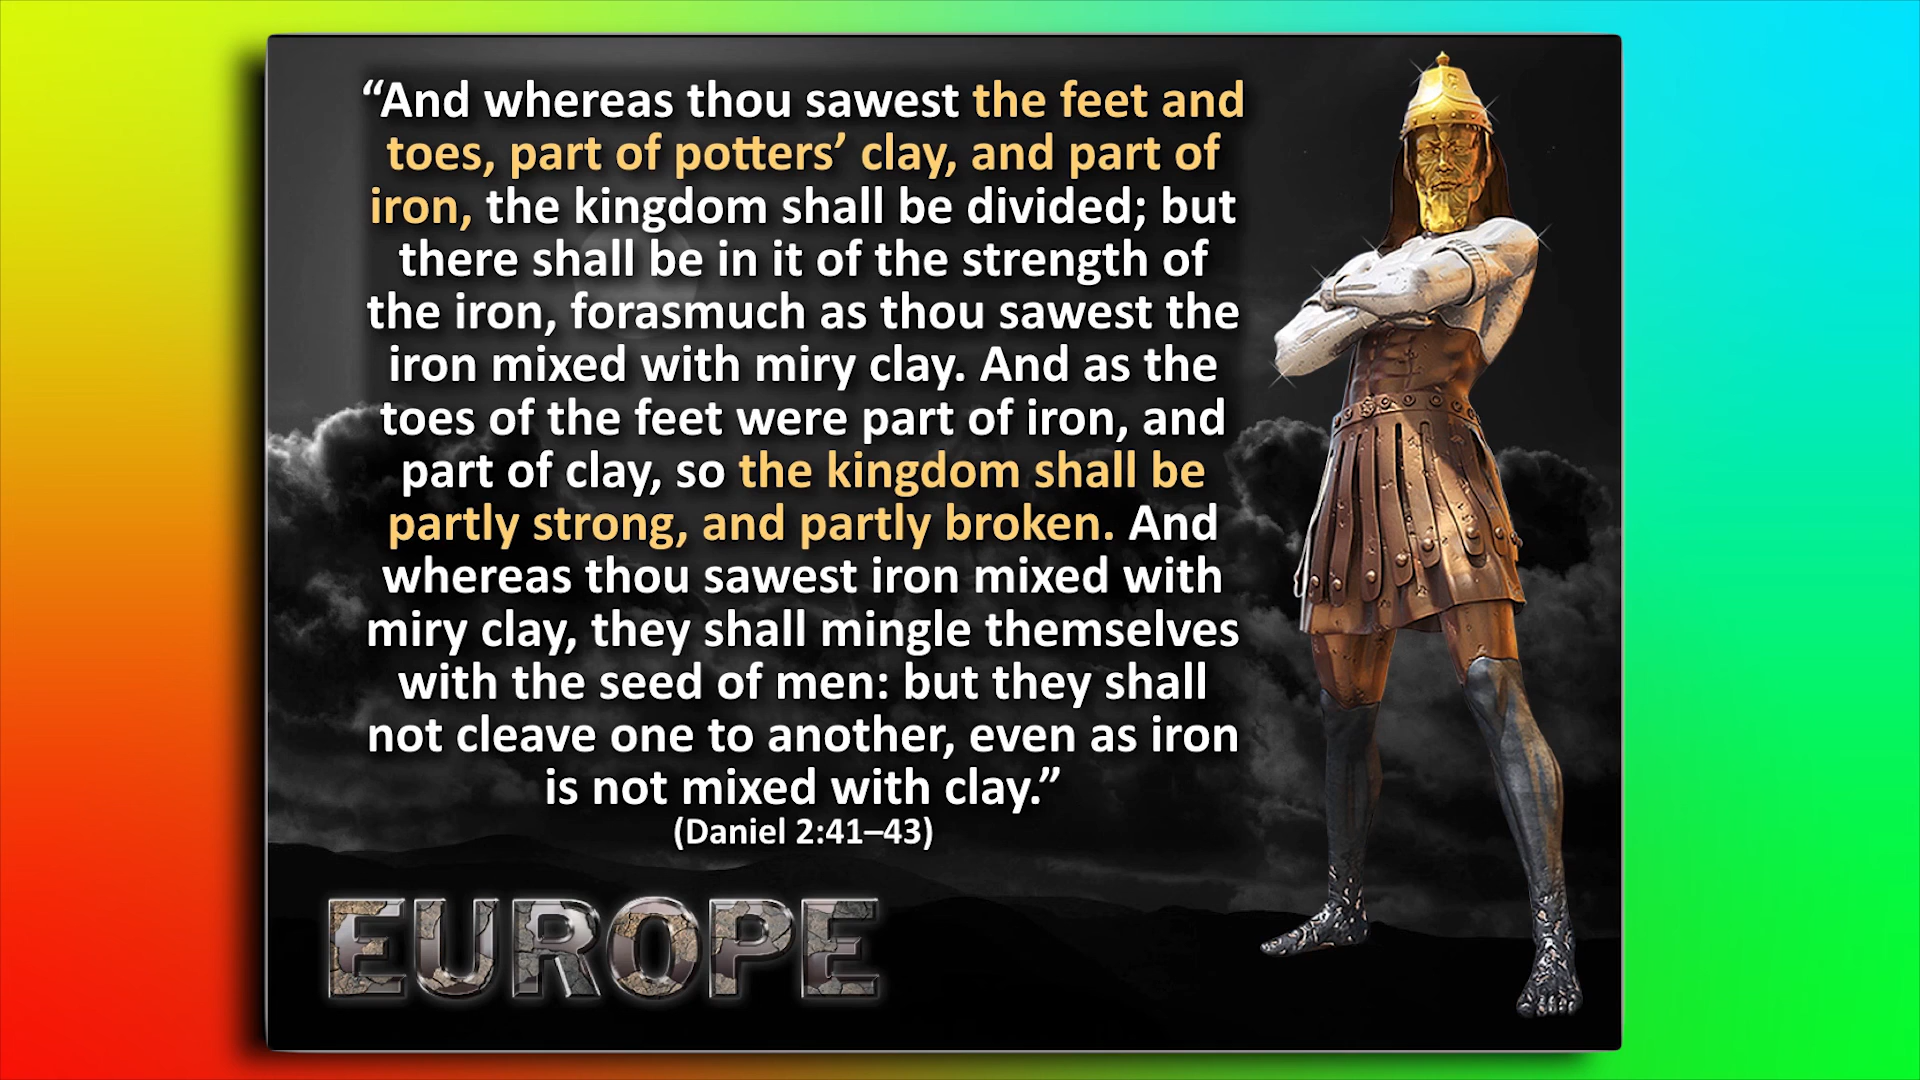 “And whereas thou sawest the feet and
toes, part of potters’ clay, and part of
iron, the kingdom shall be divided; but
there shall be in it of the strength of
the iron, forasmuch as thou sawest the
iron mixed with miry clay. And as the
toes of the feet were part of iron, and
part of clay, so the kingdom shall be
partly strong, and partly broken. And
whereas thou sawest iron mixed with
miry clay, they shall mingle themselves
with the seed of men: but they shall
not cleave one to another, even as iron
is not mixed with clay.”
(Daniel 2:41–43)
EUROPE